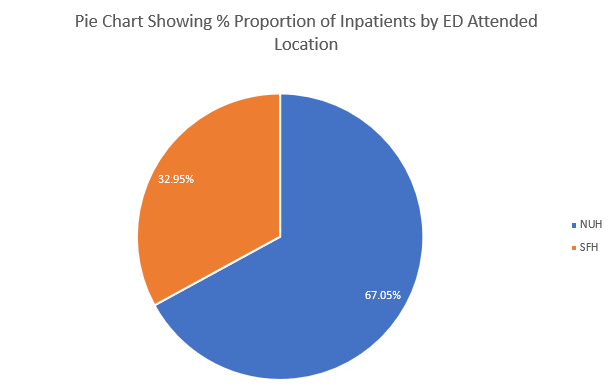 Pie Chart Showing % Proportion of Inpatients by ED Attended
Location
32.95%
67.05%
NUH
SFH